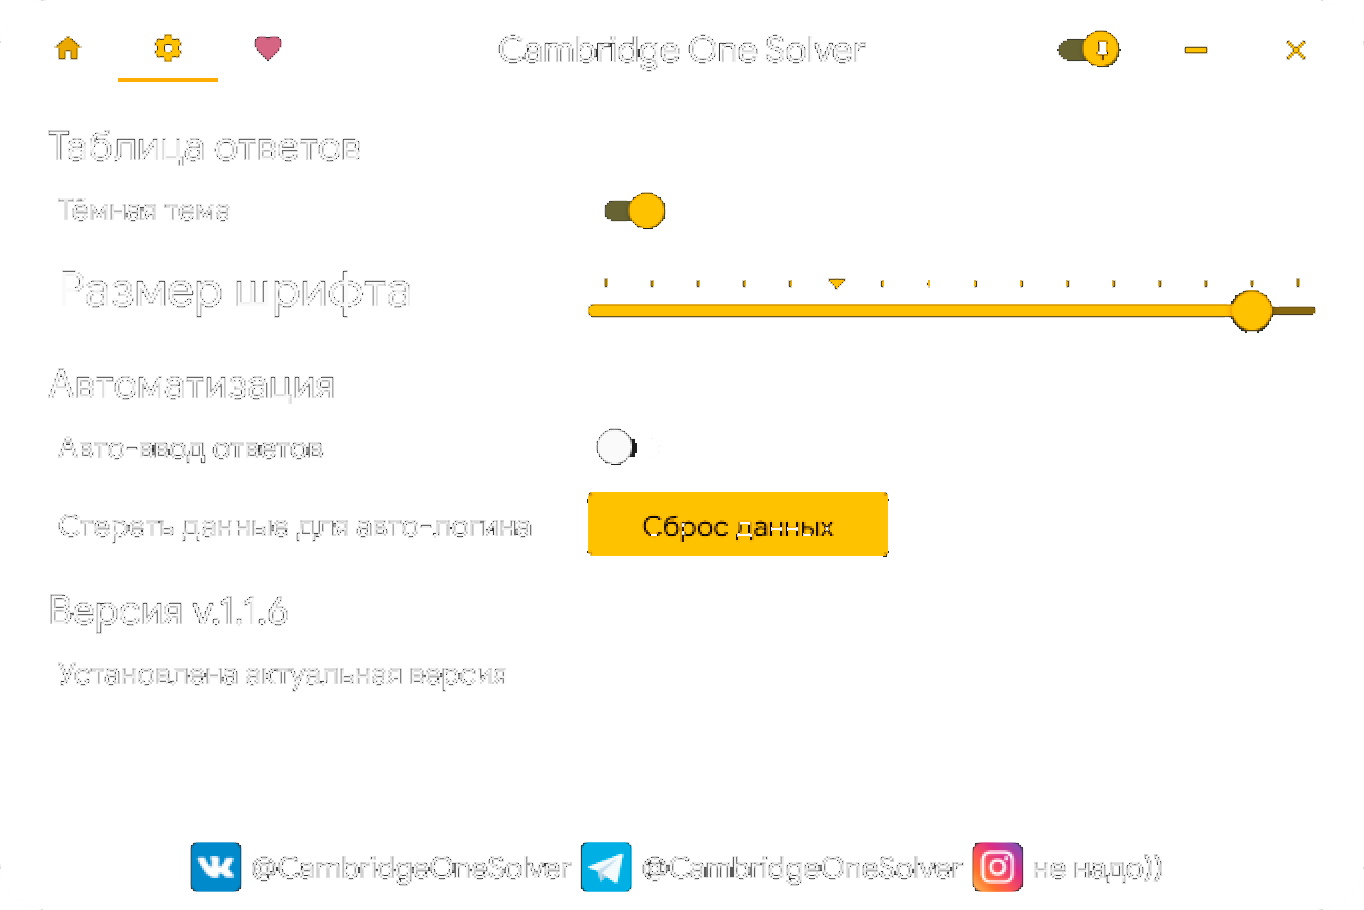 Cambridge One Solver
Таблица ответов
Тёмная тема
Размер шрифта
Автоматизация
Авто-ввод ответов
Стереть данные для авто-логина Сброс данных
Версия v.1.1.6
Установлена актуальная версия
@CambridgeOneSolver @CambridgeOneSolver не надо))